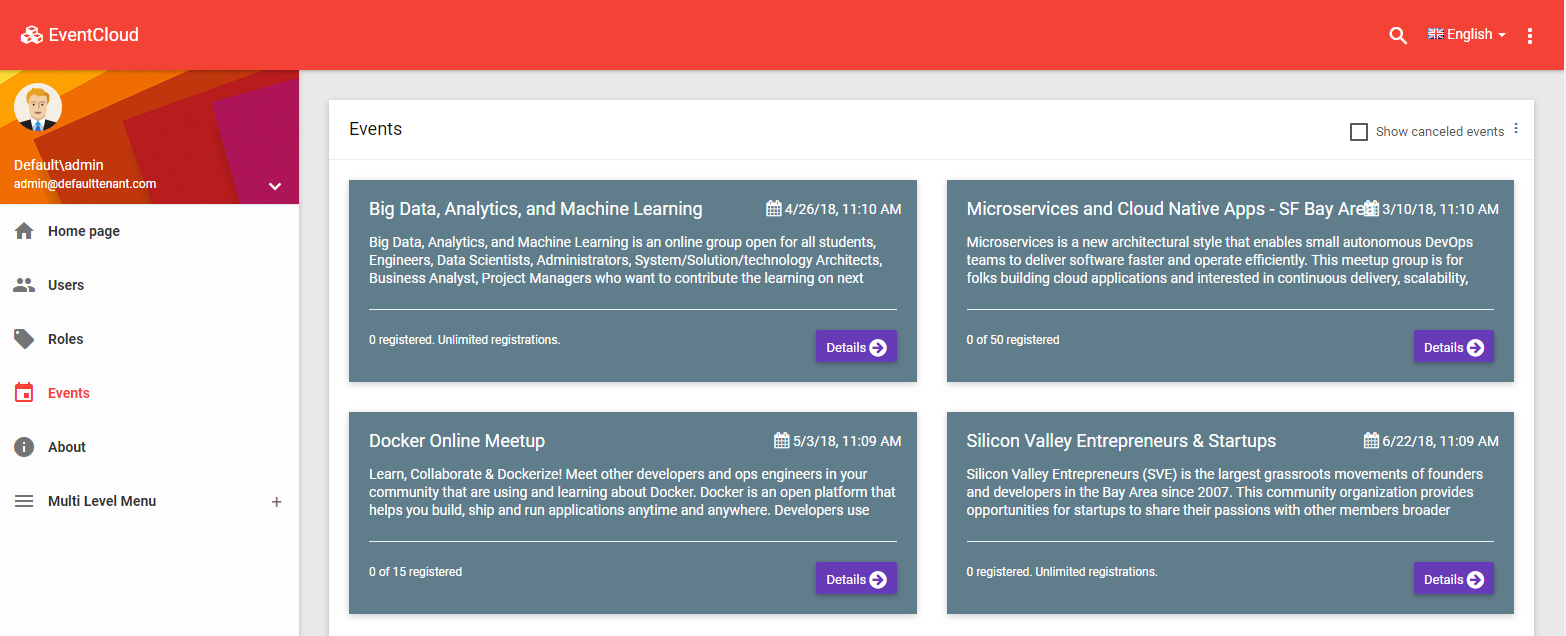 EventCloud
English
Default\admin
admin@defaulttenant.com
Home page
Users
Roles
Events
About
Multi Level Menu
+
Events
Show canceled events
Big Data, Analytics, and Machine Learning
4/26/18, 11:10 AM
Big Data, Analytics, and Machine Learning is an online group open for all students,
Engineers, Data Scientists, Administrators, System/Solution/technology Architects,
Business Analyst, Project Managers who want to contribute the learning on next
0 registered. Unlimited registrations.
Details
Microservices and Cloud Native Apps - SF Bay Area
3/10/18, 11:10 AM
Microservices is a new architectural style that enables small autonomous DevOps
teams to deliver software faster and operate efficiently. This meetup group is for
folks building cloud applications and interested in continuous delivery, scalability,
0 of 50 registered
Details
Docker Online Meetup
5/3/18, 11:09 AM
Learn, Collaborate & Dockerize! Meet other developers and ops engineers in your
community that are using and learning about Docker. Docker is an open platform that
helps you build, ship and run applications anytime and anywhere. Developers use
0 of 15 registered
Details
Silicon Valley Entrepreneurs & Startups
6/22/18, 11:09 AM
Silicon Valley Entrepreneurs (SVE) is the largest grassroots movements of founders
and developers in the Bay Area since 2007. This community organization provides
opportunities for startups to share their passions with other members broader
0 registered. Unlimited registrations.
Details